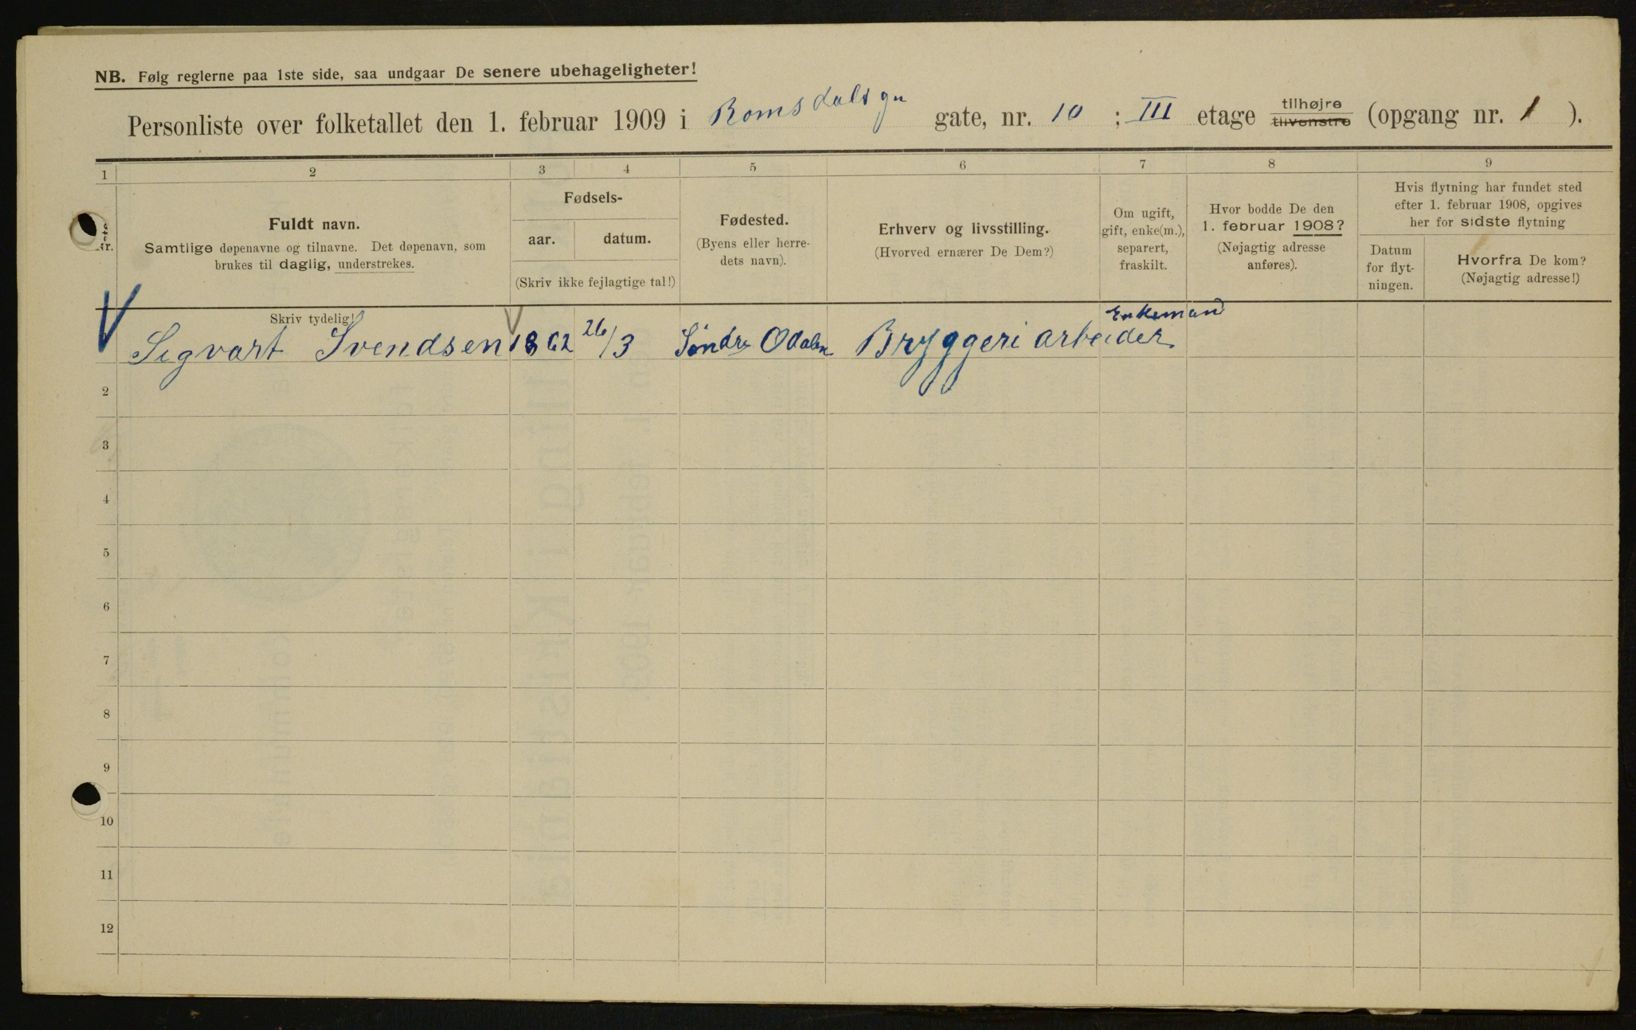 NB. Følg reglerne paa 1ste side, saa undgaar De senere ubehageligheter!
Personliste over folketallet den 1. februar 1909 i Romsdalsgn gate, nr. 10 ; III etage tilhøjre tilvenstre (opgang nr. 1 ).
1 2 3 4 5 6 7 8 9
Fuldt navn.
Samtlige døpenavne og tilnavne. Det døpenavn, som
brukes til daglig, understrekes.
Skriv tydelig!
Fødsels-
aar. datum.
(Skriv ikke fejlagtige tal!)
Fødested.
(Byens eller herre-
dets navn).
Erhverv og livsstilling.
(Hvorved ernærer De Dem?)
Om ugift,
gift, enke(m.),
separert,
fraskilt.
Hvor bodde De den
1. februar 1908?
(Nøjagtig adresse
anføres).
Hvis flytning har fundet sted
efter 1. februar 1908, opgives
her for sidste flytning
Datum
for flyt-
ningen.
Hvorfra De kom?
(Nøjagtig adresse!)
Sigvart Svendsen 1862 26/3 Søndre Odalen Bryggeriarbeider Enkemand
2
3
4
5
6
7
8
9
10
11
12